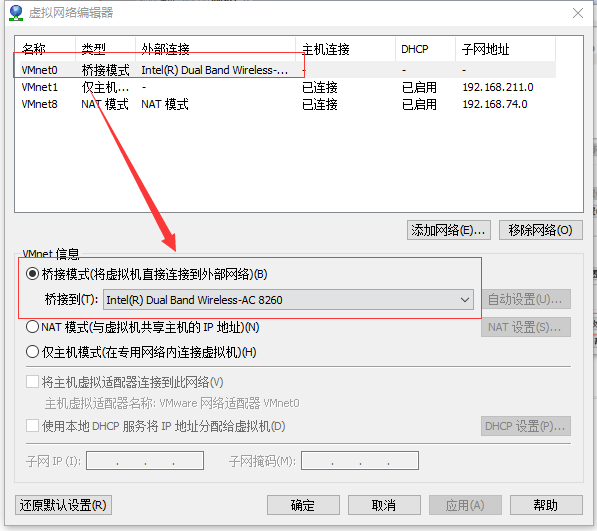 虚拟网络编辑器
名称 类型 外部连接 主机连接 DHCP 子网地址
VMnet0 桥接模式 Intel(R) Dual Band Wireless-... - - -
VMnet1 仅主机... - 已连接 已启用 192.168.211.0
VMnet8 NAT 模式 NAT 模式 已连接 已启用 192.168.74.0
添加网络(E)... 移除网络(O)
VMnet 信息
桥接模式(将虚拟机直接连接到外部网络)(B)
桥接到(T): Intel(R) Dual Band Wireless-AC 8260 自动设置(U)...
NAT 模式(与虚拟机共享主机的 IP 地址)(N) NAT 设置(S)...
仅主机模式(在专用网络内连接虚拟机)(H)
将主机虚拟适配器连接到此网络(V)
主机虚拟适配器名称: VMware 网络适配器 VMnet0
使用本地 DHCP 服务将 IP 地址分配给虚拟机(D) DHCP 设置(P)...
子网 IP (I): . . . 子网掩码(M): . . .
还原默认设置(R) 确定 取消 应用(A) 帮助